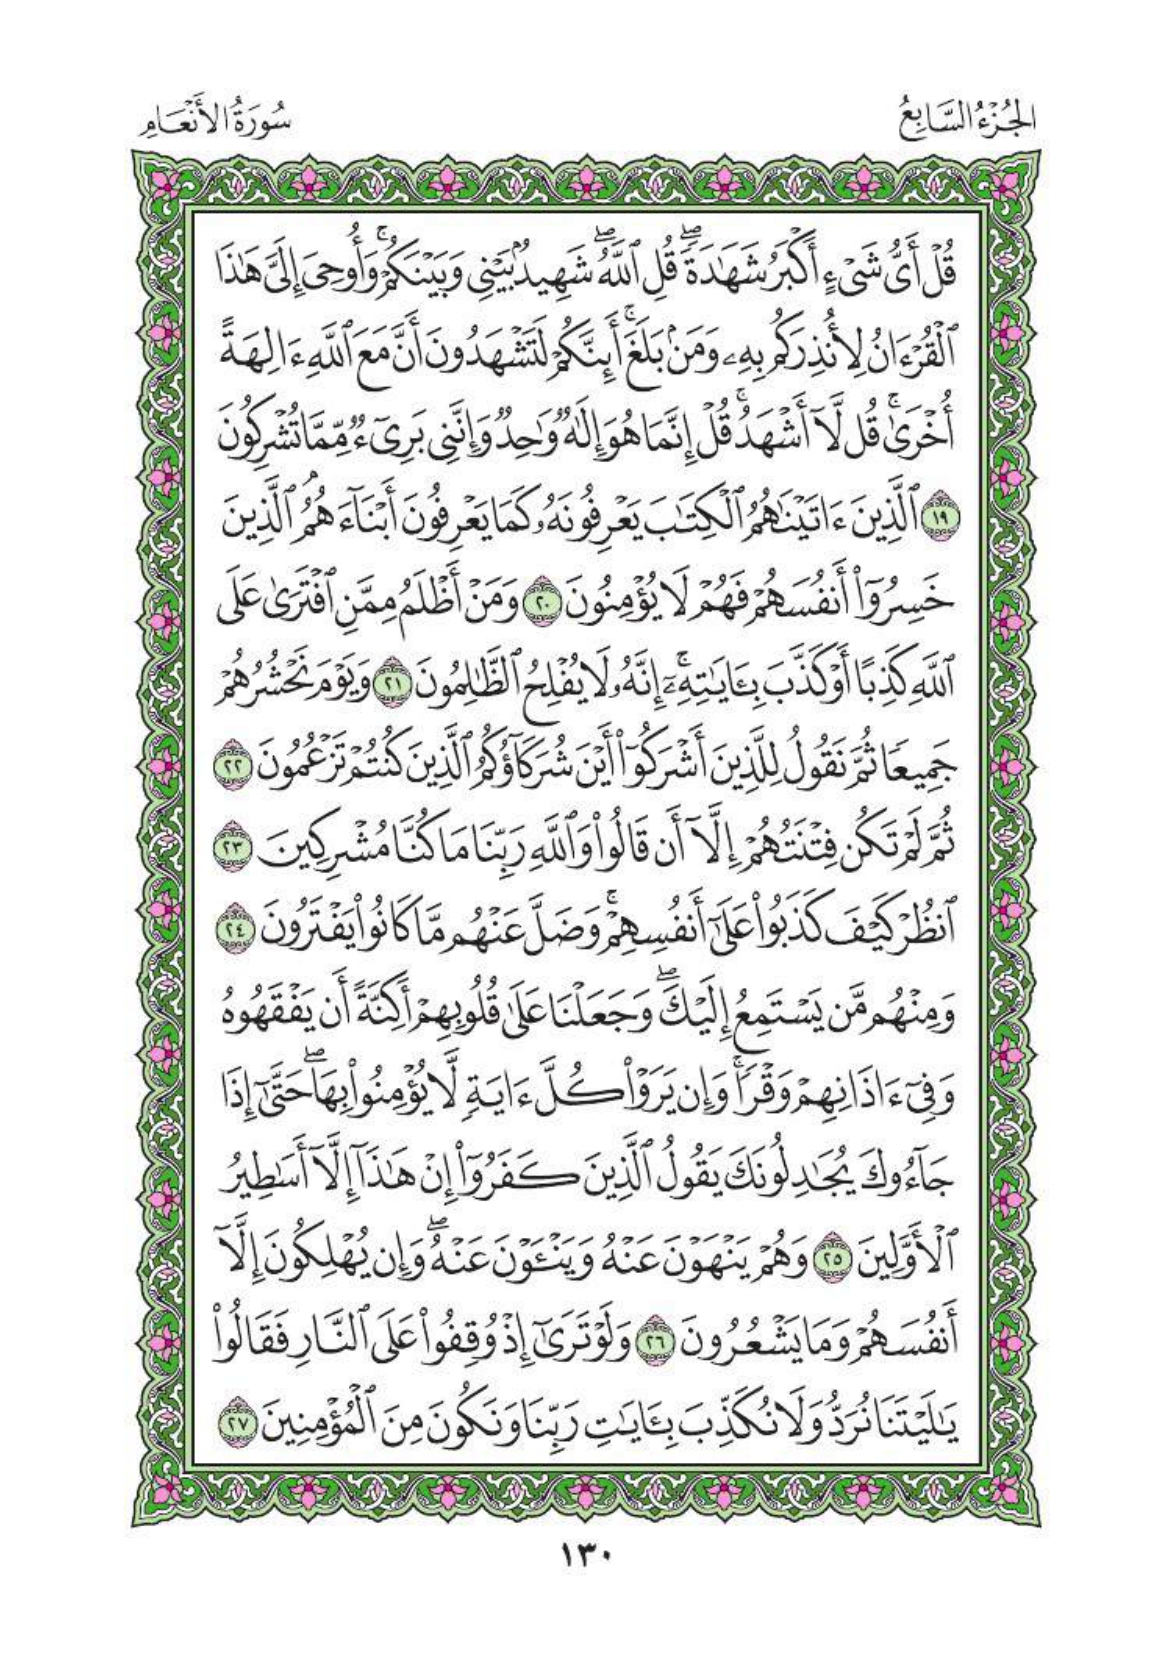 الجُزْءُ السَّابِعُ
سُورَةُ الأَنْعَامِ
قُلْ أَىُّ شَىْءٍ أَكْبَرُ شَهَٰدَةًۖ قُلِ ٱللَّهُۖ شَهِيدُۢ بَيْنِى وَبَيْنَكُمْۚ وَأُوحِىَ إِلَىَّ هَٰذَا
ٱلْقُرْءَانُ لِأُنذِرَكُم بِهِۦ وَمَنۢ بَلَغَۚ أَئِنَّكُمْ لَتَشْهَدُونَ أَنَّ مَعَ ٱللَّهِ ءَالِهَةً
أُخْرَىٰۚ قُل لَّآ أَشْهَدُۚ قُلْ إِنَّمَا هُوَ إِلَٰهٌ وَٰحِدٌ وَإِنَّنِى بَرِىٓءٌ مِّمَّا تُشْرِكُونَ
١٩ ٱلَّذِينَ ءَاتَيْنَٰهُمُ ٱلْكِتَٰبَ يَعْرِفُونَهُۥ كَمَا يَعْرِفُونَ أَبْنَآءَهُمُۘ ٱلَّذِينَ
خَسِرُوٓا۟ أَنفُسَهُمْ فَهُمْ لَا يُؤْمِنُونَ ٢٠ وَمَنْ أَظْلَمُ مِمَّنِ ٱفْتَرَىٰ عَلَى
ٱللَّهِ كَذِبًا أَوْ كَذَّبَ بِـَٔايَٰتِهِۦٓۚ إِنَّهُۥ لَا يُفْلِحُ ٱلظَّٰلِمُونَ ٢١ وَيَوْمَ نَحْشُرُهُمْ
جَمِيعًا ثُمَّ نَقُولُ لِلَّذِينَ أَشْرَكُوٓا۟ أَيْنَ شُرَكَآؤُكُمُ ٱلَّذِينَ كُنتُمْ تَزْعُمُونَ ٢٢
ثُمَّ لَمْ تَكُن فِتْنَتُهُمْ إِلَّآ أَن قَالُوا۟ وَٱللَّهِ رَبِّنَا مَا كُنَّا مُشْرِكِينَ ٢٣
ٱنظُرْ كَيْفَ كَذَبُوا۟ عَلَىٰٓ أَنفُسِهِمْۚ وَضَلَّ عَنْهُم مَّا كَانُوا۟ يَفْتَرُونَ ٢٤
وَمِنْهُم مَّن يَسْتَمِعُ إِلَيْكَۖ وَجَعَلْنَا عَلَىٰ قُلُوبِهِمْ أَكِنَّةً أَن يَفْقَهُوهُ
وَفِىٓ ءَاذَانِهِمْ وَقْرًاۚ وَإِن يَرَوْا۟ كُلَّ ءَايَةٍ لَّا يُؤْمِنُوا۟ بِهَاۖ حَتَّىٰٓ إِذَا
جَآءُوكَ يُجَٰدِلُونَكَ يَقُولُ ٱلَّذِينَ كَفَرُوٓا۟ إِنْ هَٰذَآ إِلَّآ أَسَٰطِيرُ
ٱلْأَوَّلِينَ ٢٥ وَهُمْ يَنْهَوْنَ عَنْهُ وَيَنْـَٔوْنَ عَنْهُۖ وَإِن يُهْلِكُونَ إِلَّآ
أَنفُسَهُمْ وَمَا يَشْعُرُونَ ٢٦ وَلَوْ تَرَىٰٓ إِذْ وُقِفُوا۟ عَلَى ٱلنَّارِ فَقَالُوا۟
يَٰلَيْتَنَا نُرَدُّ وَلَا نُكَذِّبَ بِـَٔايَٰتِ رَبِّنَا وَنَكُونَ مِنَ ٱلْمُؤْمِنِينَ ٢٧
١٣٠